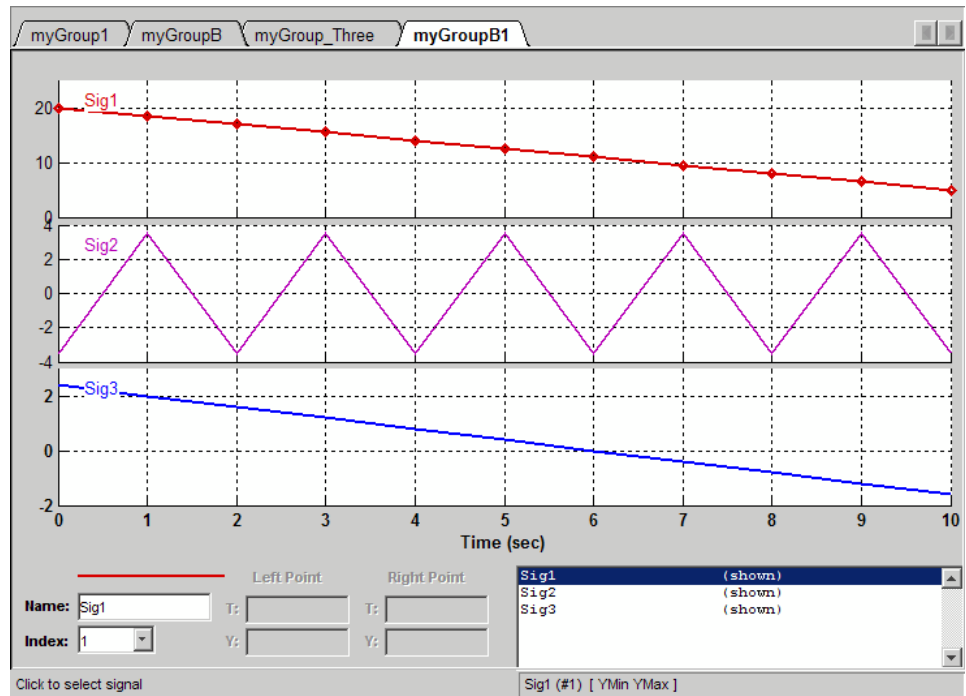 myGroup1 myGroupB myGroup_Three myGroupB1
Sig1
20
10
0
Sig2
4
2
0
-2
-4
Sig3
2
0
-2
0 1 2 3 4 5 6 7 8 9 10
Time (sec)
Left Point Right Point
Name: Sig1 T: T:
Index: 1 Y: Y:
Sig1 (shown)
Sig2 (shown)
Sig3 (shown)
Click to select signal
Sig1 (#1) [ YMin YMax ]